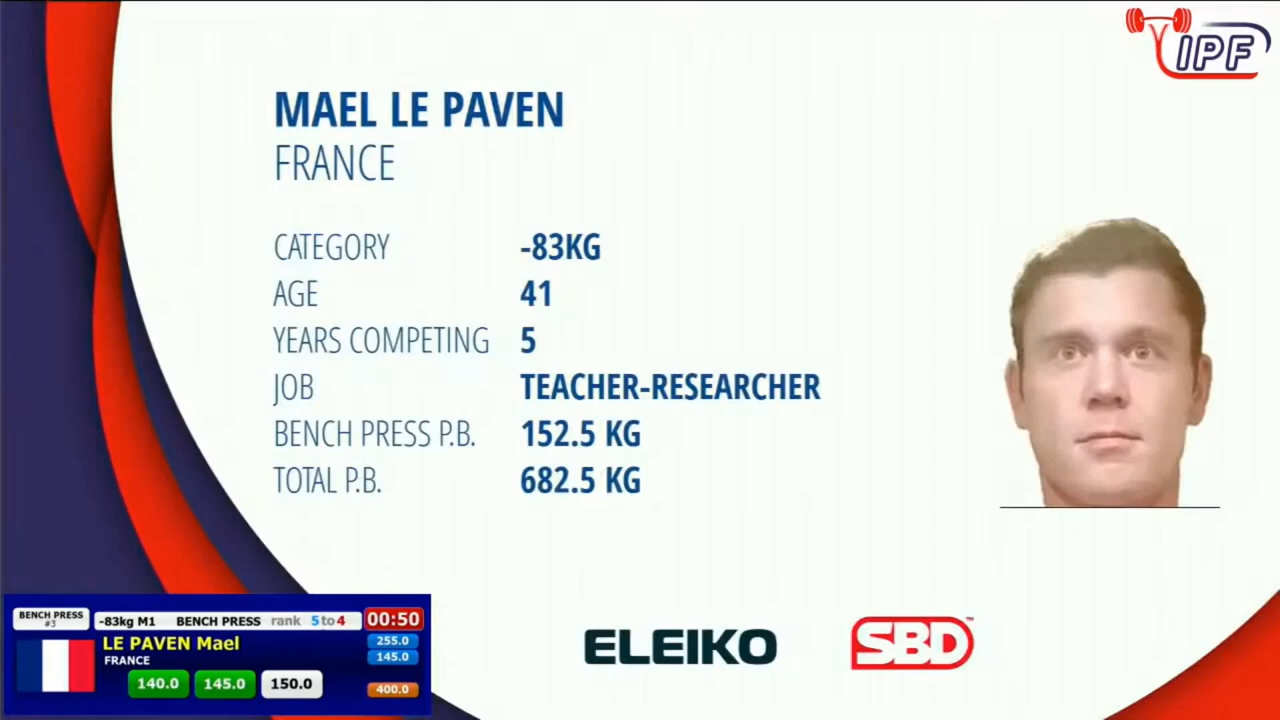 IPF
MAEL LE PAVEN
FRANCE
CATEGORY -83KG
AGE 41
YEARS COMPETING 5
JOB TEACHER-RESEARCHER
BENCH PRESS P.B. 152.5 KG
TOTAL P.B. 682.5 KG
ELEIKO SBD™
BENCH PRESS #3 -83kg M1 BENCH PRESS rank 5 to 4 00:50
LE PAVEN Mael 255.0
FRANCE 145.0
140.0 145.0 150.0 400.0